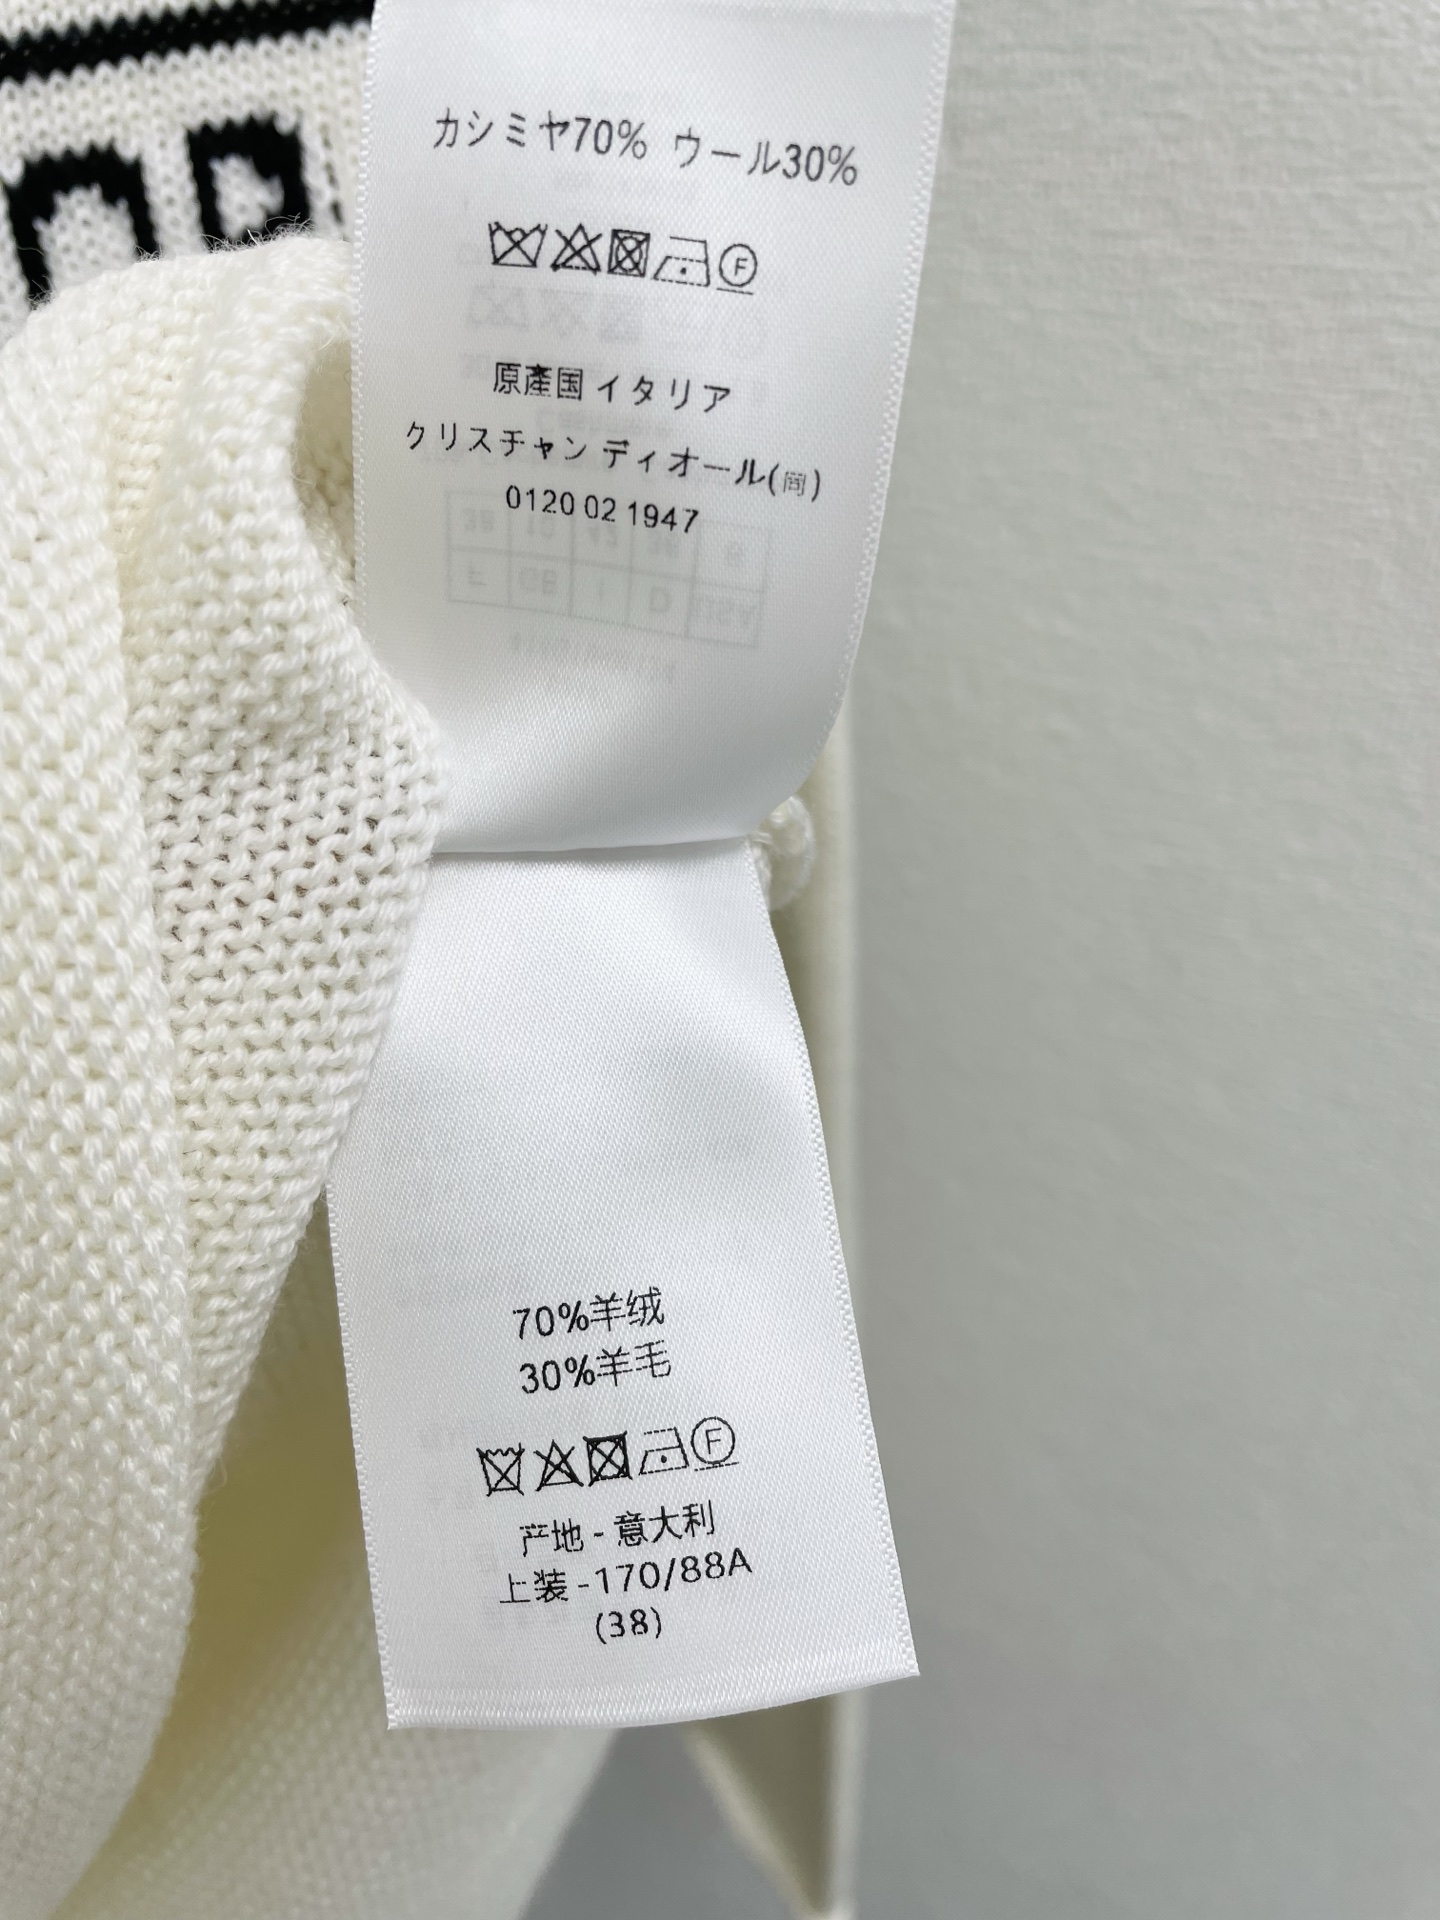 カシミヤ70% ウール30%
F
原產国 イタリア
クリスチャン ディオール(同)
0120 02 1947
70%羊绒
30%羊毛
F
产地 - 意大利
上装 -170/88A
(38)